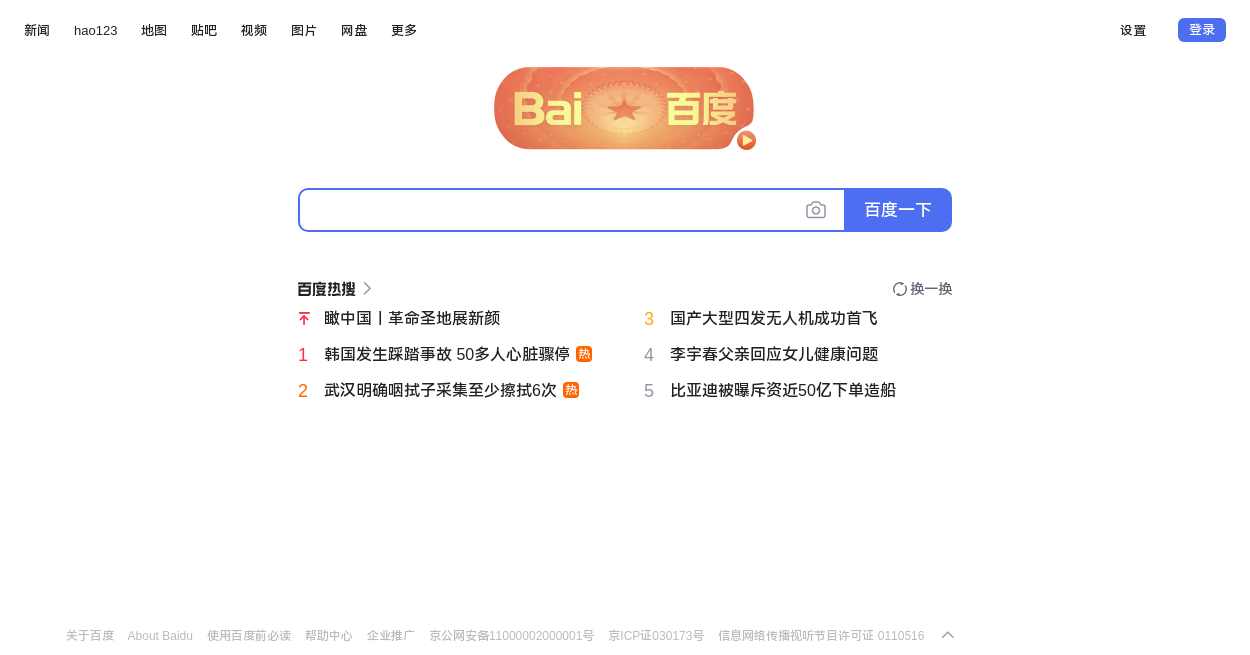 新闻 hao123 地图 贴吧 视频 图片 网盘 更多 设置 登录
Bai 百度
百度一下
百度热搜 换一换
瞰中国丨革命圣地展新颜
1 韩国发生踩踏事故 50多人心脏骤停 热
2 武汉明确咽拭子采集至少擦拭6次 热
3 国产大型四发无人机成功首飞
4 李宇春父亲回应女儿健康问题
5 比亚迪被曝斥资近50亿下单造船
关于百度 About Baidu 使用百度前必读 帮助中心 企业推广 京公网安备11000002000001号 京ICP证030173号 信息网络传播视听节目许可证 0110516